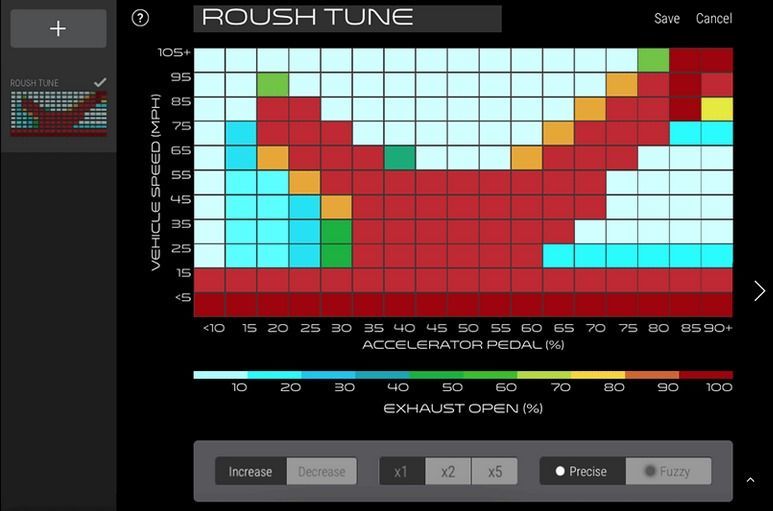 +
?
ROUSH TUNE
Save
Cancel
ROUSH TUNE
VEHICLE SPEED (MPH)
105+
95
85
75
65
55
45
35
25
15
<5
<10 15 20 25 30 35 40 45 50 55 60 65 70 75 80 85 90+
ACCELERATOR PEDAL (%)
10 20 30 40 50 60 70 80 90 100
EXHAUST OPEN (%)
Increase Decrease x1 x2 x5 Precise Fuzzy